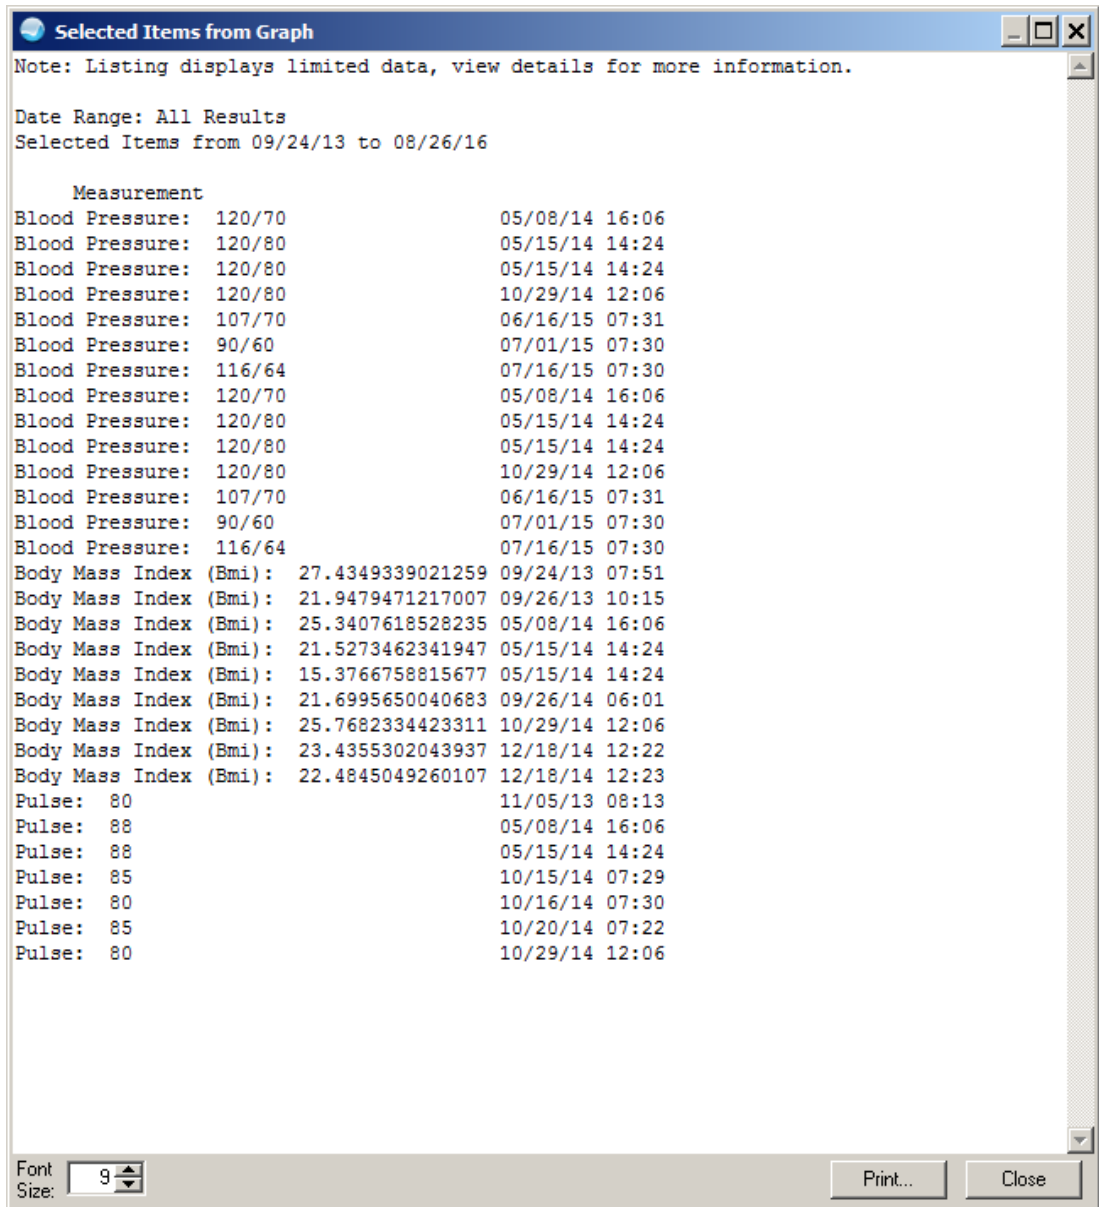 Selected Items from Graph
Note: Listing displays limited data, view details for more information.
Date Range: All Results
Selected Items from 09/24/13 to 08/26/16
Measurement
Blood Pressure: 120/70 05/08/14 16:06
Blood Pressure: 120/80 05/15/14 14:24
Blood Pressure: 120/80 05/15/14 14:24
Blood Pressure: 120/80 10/29/14 12:06
Blood Pressure: 107/70 06/16/15 07:31
Blood Pressure: 90/60 07/01/15 07:30
Blood Pressure: 116/64 07/16/15 07:30
Blood Pressure: 120/70 05/08/14 16:06
Blood Pressure: 120/80 05/15/14 14:24
Blood Pressure: 120/80 05/15/14 14:24
Blood Pressure: 120/80 10/29/14 12:06
Blood Pressure: 107/70 06/16/15 07:31
Blood Pressure: 90/60 07/01/15 07:30
Blood Pressure: 116/64 07/16/15 07:30
Body Mass Index (Bmi): 27.4349339021259 09/24/13 07:51
Body Mass Index (Bmi): 21.9479471217007 09/26/13 10:15
Body Mass Index (Bmi): 25.3407618528235 05/08/14 16:06
Body Mass Index (Bmi): 21.5273462341947 05/15/14 14:24
Body Mass Index (Bmi): 15.3766758815677 05/15/14 14:24
Body Mass Index (Bmi): 21.6995650040683 09/26/14 06:01
Body Mass Index (Bmi): 25.7682334423311 10/29/14 12:06
Body Mass Index (Bmi): 23.4355302043937 12/18/14 12:22
Body Mass Index (Bmi): 22.4845049260107 12/18/14 12:23
Pulse: 80 11/05/13 08:13
Pulse: 88 05/08/14 16:06
Pulse: 88 05/15/14 14:24
Pulse: 85 10/15/14 07:29
Pulse: 80 10/16/14 07:30
Pulse: 85 10/20/14 07:22
Pulse: 80 10/29/14 12:06
Font
Size: 9 Print... Close